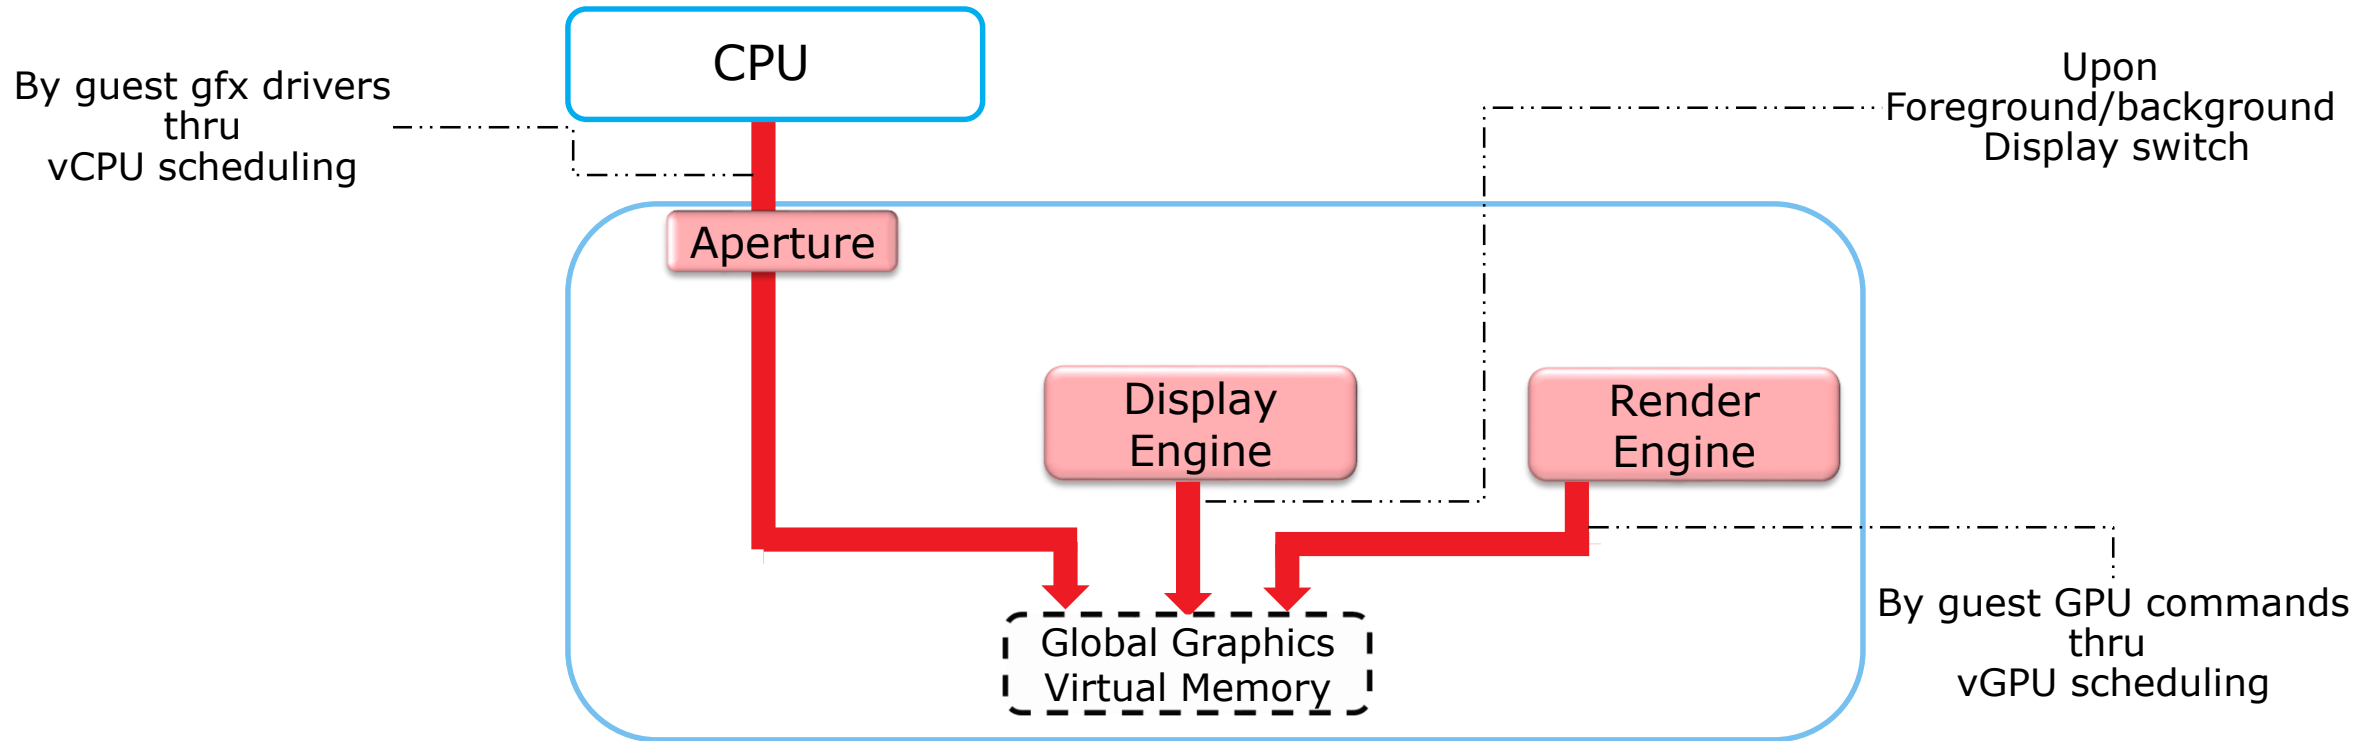 CPU
By guest gfx drivers
thru
vCPU scheduling
Upon
Foreground/background
Display switch
Aperture
Display
Engine
Render
Engine
Global Graphics
Virtual Memory
By guest GPU commands
thru
vGPU scheduling